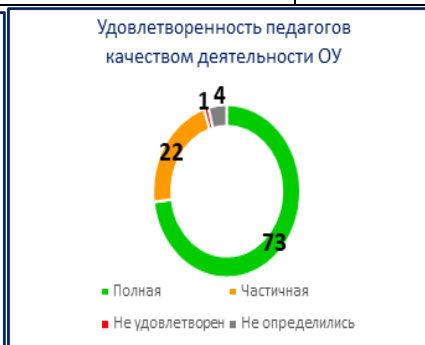 Удовлетворенность педагогов
качеством деятельности ОУ
1 4
22
73
Полная Частичная
Не удовлетворен Не определились